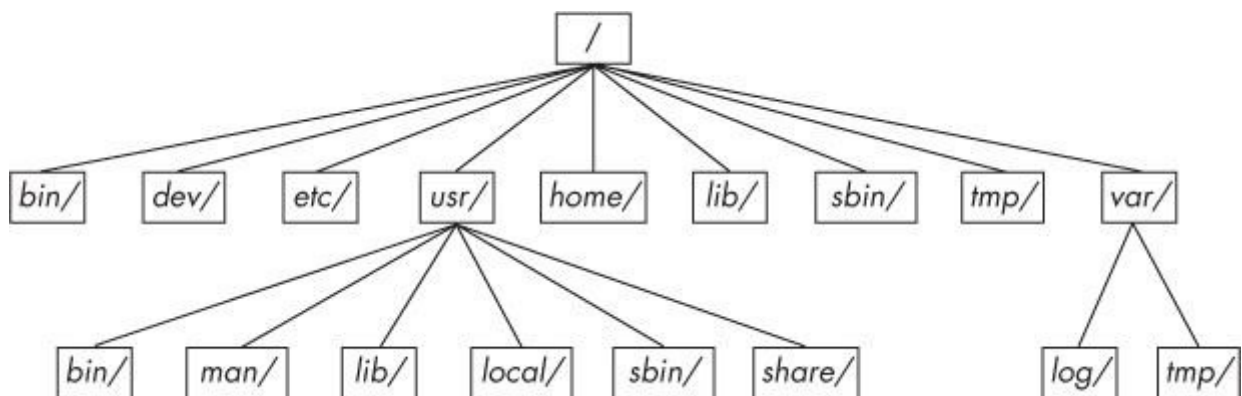 /
bin/ dev/ etc/ usr/ home/ lib/ sbin/ tmp/ var/
bin/ man/ lib/ local/ sbin/ share/ log/ tmp/